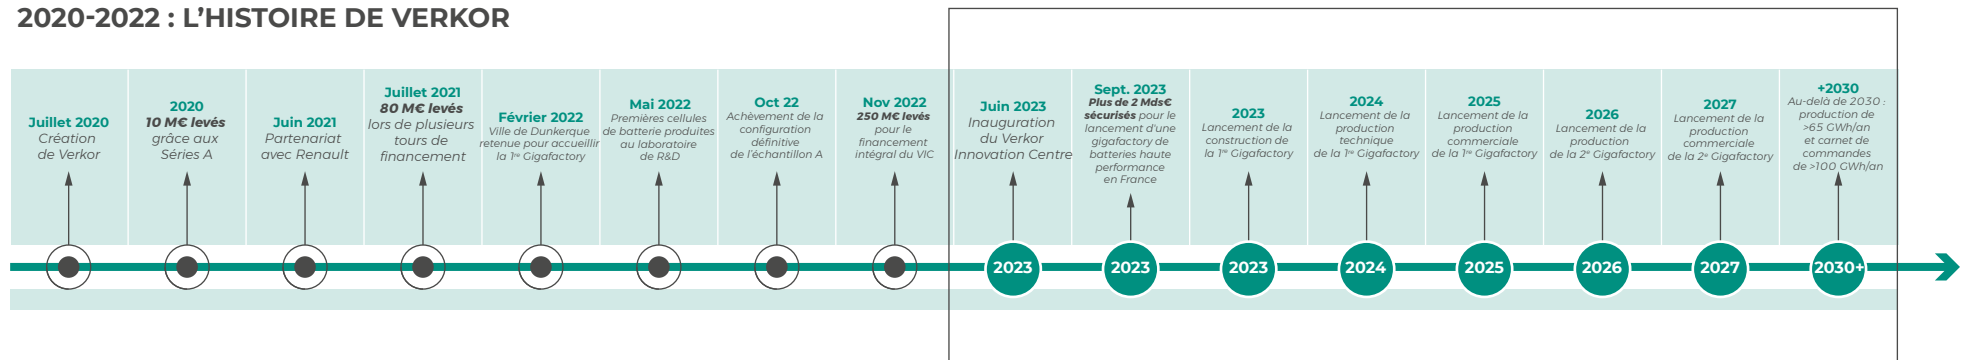 2020-2022 : L'HISTOIRE DE VERKOR
Juillet 2020
Création
de Verkor
2020
10 M€ levés
grâce aux
Séries A
Juin 2021
Partenariat
avec Renault
Juillet 2021
80 M€ levés
lors de plusieurs
tours de
financement
Février 2022
Ville de Dunkerque
retenue pour accueillir
la 1re Gigafactory
Mai 2022
Premières cellules
de batterie produites
au laboratoire
de R&D
Oct 22
Achèvement de la
configuration
définitive
de l'échantillon A
Nov 2022
250 M€ levés
pour le
financement
intégral du VIC
Juin 2023
Inauguration
du Verkor
Innovation Centre
Sept. 2023
Plus de 2 Mds€
sécurisés pour le
lancement d'une
gigafactory de
batteries haute
performance
en France
2023
Lancement de la
construction de
la 1re Gigafactory
2024
Lancement de la
production
technique
de la 1re Gigafactory
2025
Lancement de la
production
commerciale
de la 1re Gigafactory
2026
Lancement de la
production
de la 2e Gigafactory
2027
Lancement de la
production
commerciale
de la 2e Gigafactory
+2030
Au-delà de 2030 :
production de
>65 GWh/an
et carnet de
commandes
de >100 GWh/an
2023
2023
2023
2024
2025
2026
2027
2030+